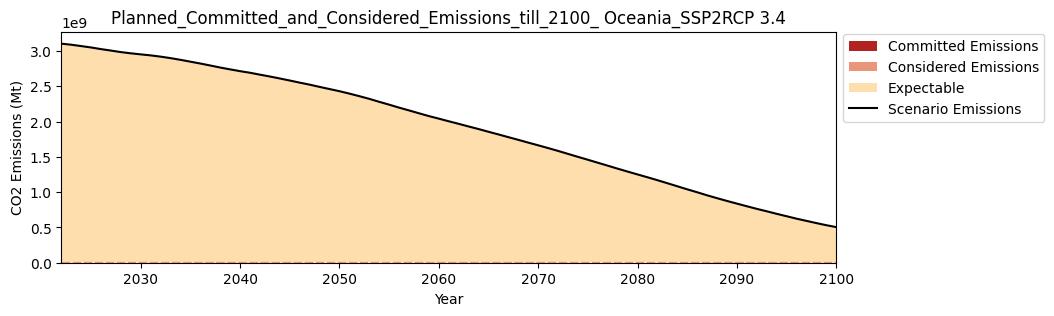 Planned_Committed_and_Considered_Emissions_till_2100_ Oceania_SSP2RCP 3.4
1e9
3.0
2.5
2.0
1.5
1.0
0.5
0.0
CO2 Emissions (Mt)
2030 2040 2050 2060 2070 2080 2090 2100
Year
Committed Emissions
Considered Emissions
Expectable
Scenario Emissions